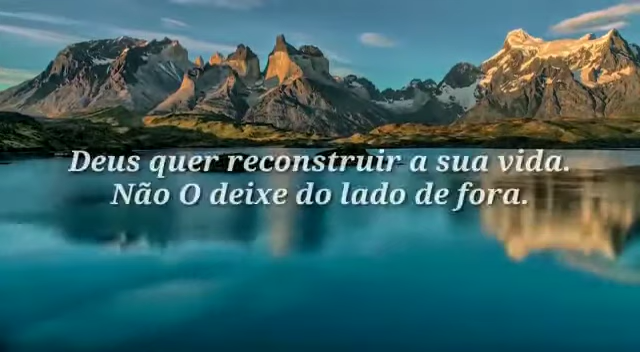 Deus quer reconstruir a sua vida.
Não O deixe do lado de fora.